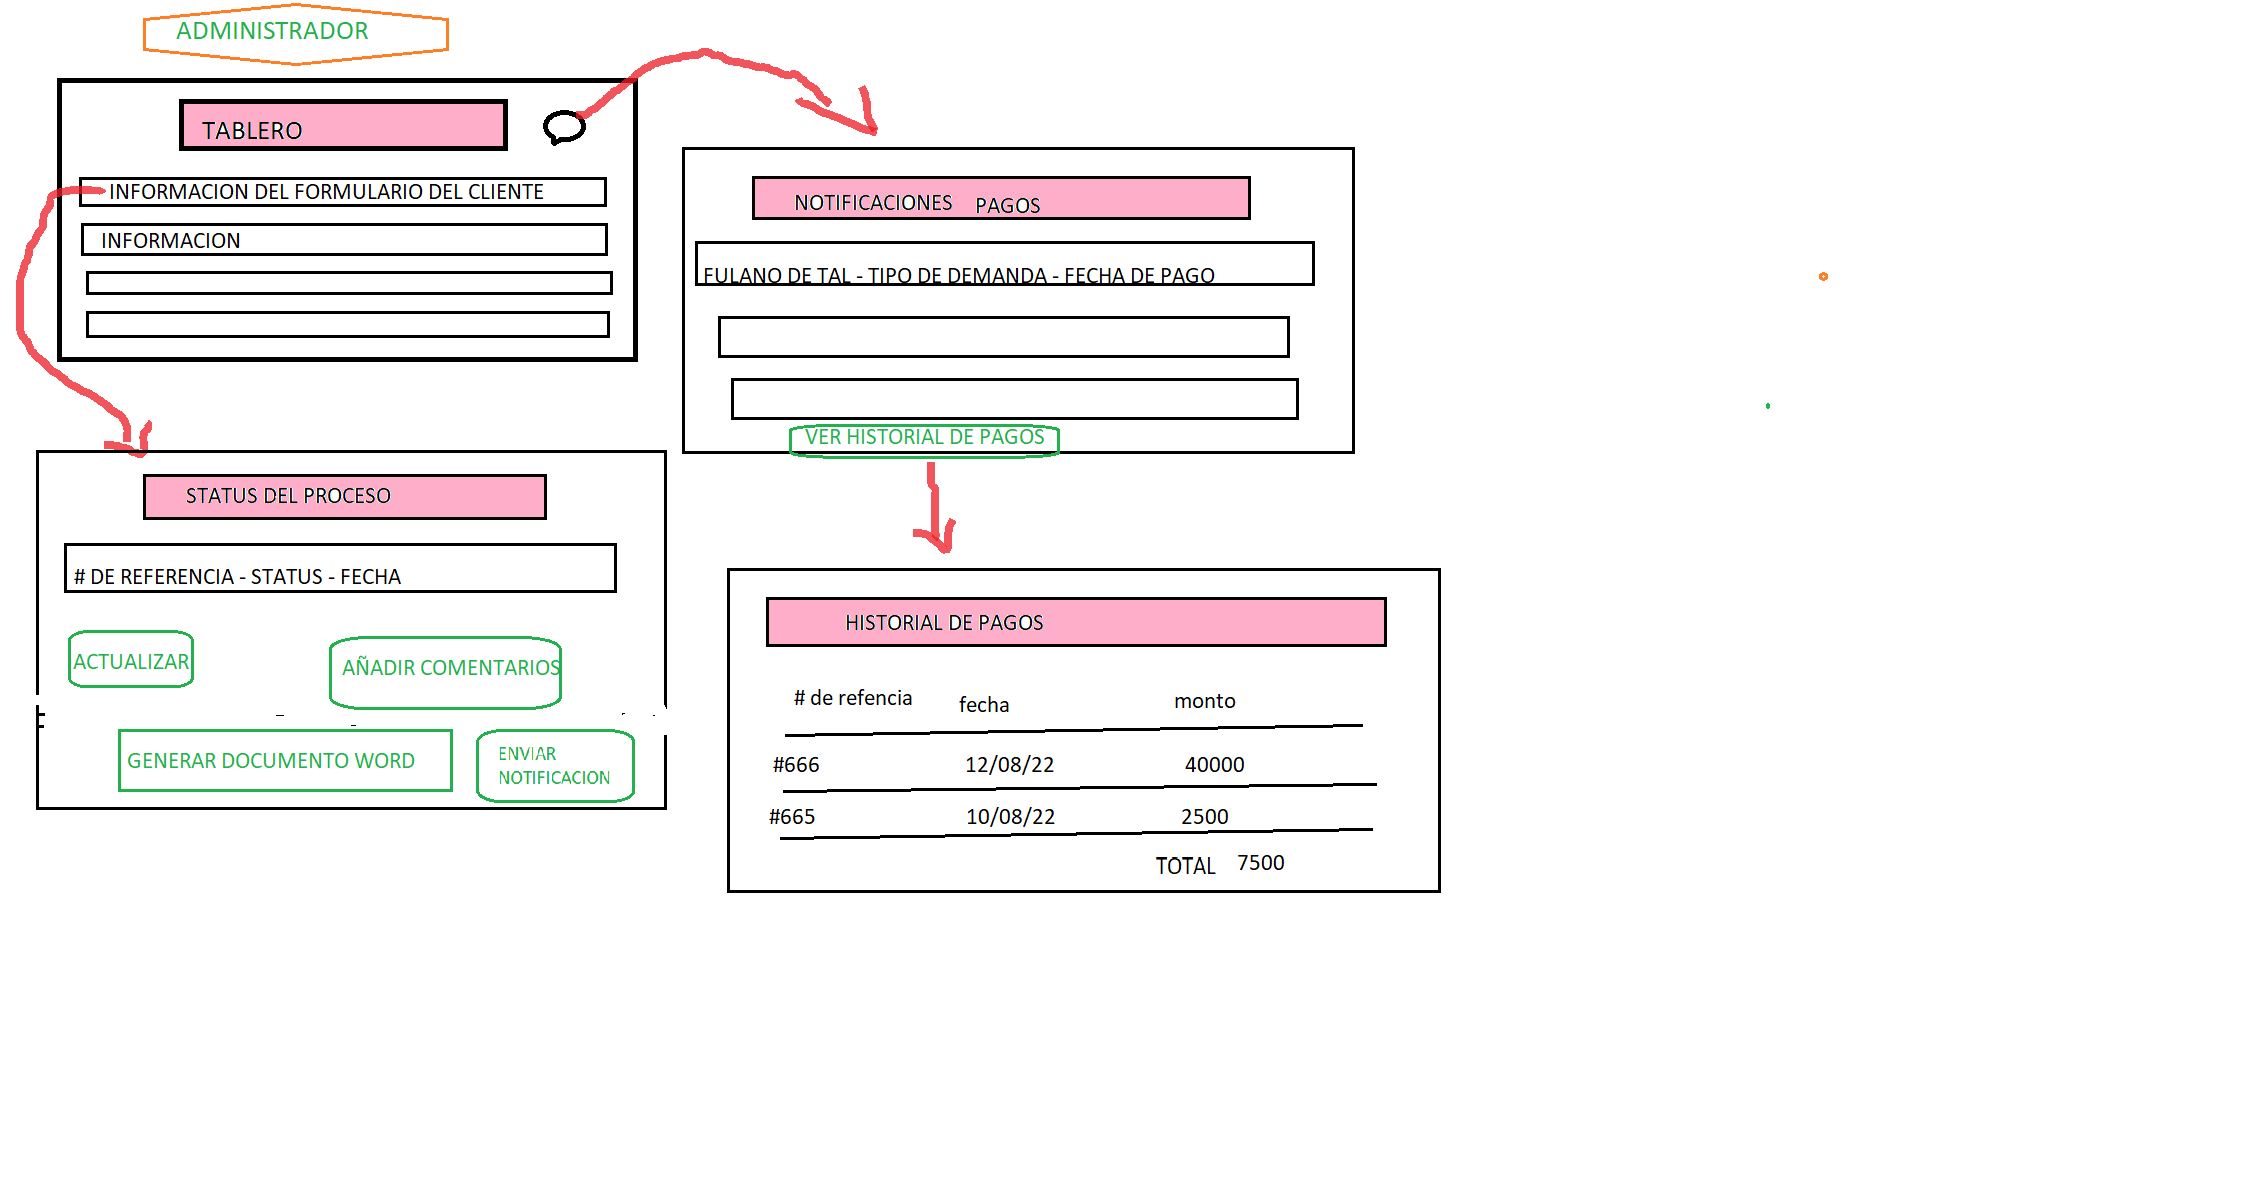 ADMINISTRADOR
TABLERO
INFORMACION DEL FORMULARIO DEL CLIENTE
INFORMACION
NOTIFICACIONES PAGOS
FULANO DE TAL - TIPO DE DEMANDA - FECHA DE PAGO
VER HISTORIAL DE PAGOS
STATUS DEL PROCESO
# DE REFERENCIA - STATUS - FECHA
ACTUALIZAR
AÑADIR COMENTARIOS
GENERAR DOCUMENTO WORD
ENVIAR
NOTIFICACION
HISTORIAL DE PAGOS
# de refencia fecha monto
#666 12/08/22 40000
#665 10/08/22 2500
TOTAL 7500